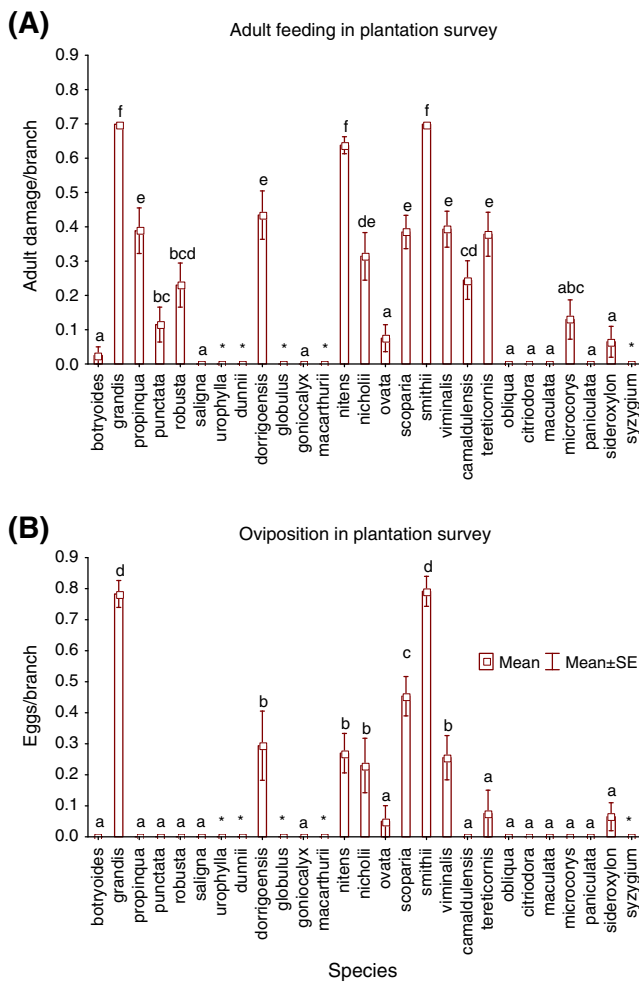 (A)
Adult feeding in plantation survey
Adult damage/branch
0.9
0.8
0.7
0.6
0.5
0.4
0.3
0.2
0.1
0.0
a f e bc bcd a * * e * a * f de a e f e cd e a a a abc a a *
botryoides
grandis
propinqua
punctata
robusta
saligna
urophylla
dunnii
dorrigoensis
globulus
goniocalyx
macarthurii
nitens
nicholii
ovata
scoparia
smithii
viminalis
camaldulensis
tereticornis
obliqua
citriodora
maculata
microcorys
paniculata
sideroxylon
syzygium
(B)
Oviposition in plantation survey
Eggs/branch
0.9
0.8
0.7
0.6
0.5
0.4
0.3
0.2
0.1
0.0
a d a a a a * * b * a * b b a c d b a a a a a a a a *
Mean Mean±SE
botryoides
grandis
propinqua
punctata
robusta
saligna
urophylla
dunnii
dorrigoensis
globulus
goniocalyx
macarthurii
nitens
nicholii
ovata
scoparia
smithii
viminalis
camaldulensis
tereticornis
obliqua
citriodora
maculata
microcorys
paniculata
sideroxylon
syzygium
Species